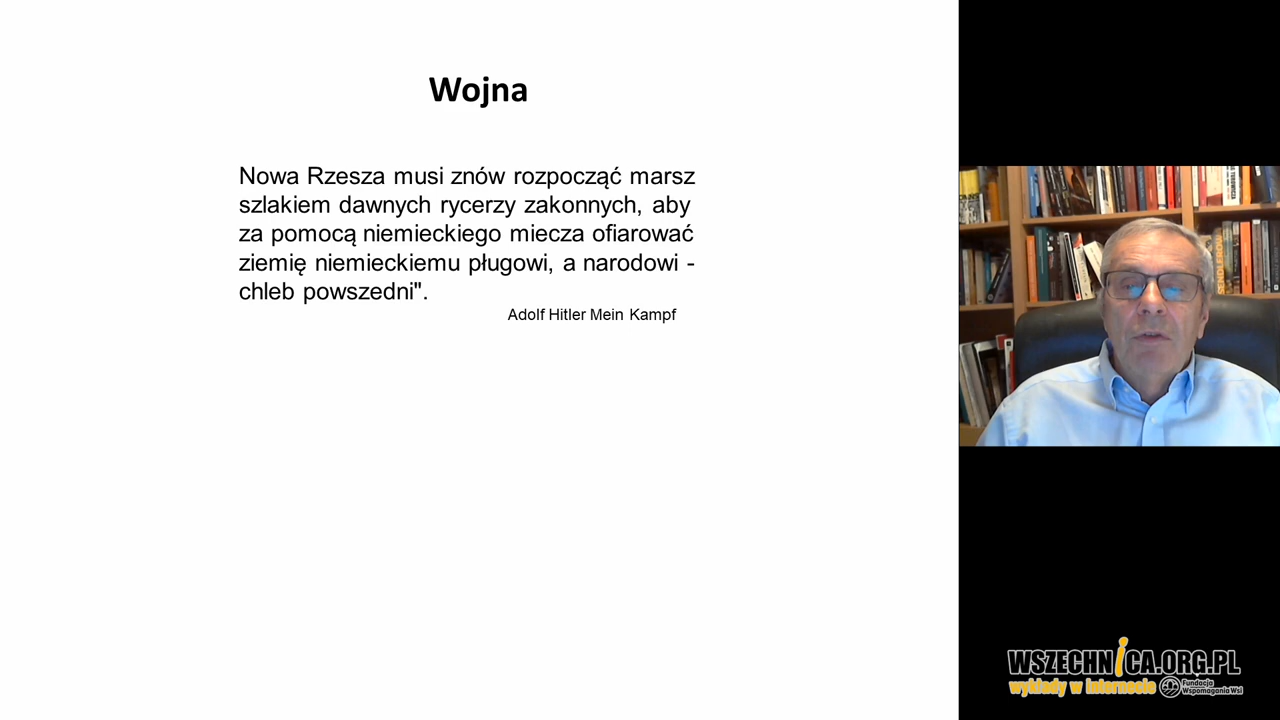 Wojna
Nowa Rzesza musi znów rozpocząć marsz
szlakiem dawnych rycerzy zakonnych, aby
za pomocą niemieckiego miecza ofiarować
ziemię niemieckiemu pługowi, a narodowi -
chleb powszedni".
Adolf Hitler Mein Kampf
SENDLEROWA
WSZECHNiCA.ORG.PL
wykłady w internecie
Fundacja
Wspomagania Wsi